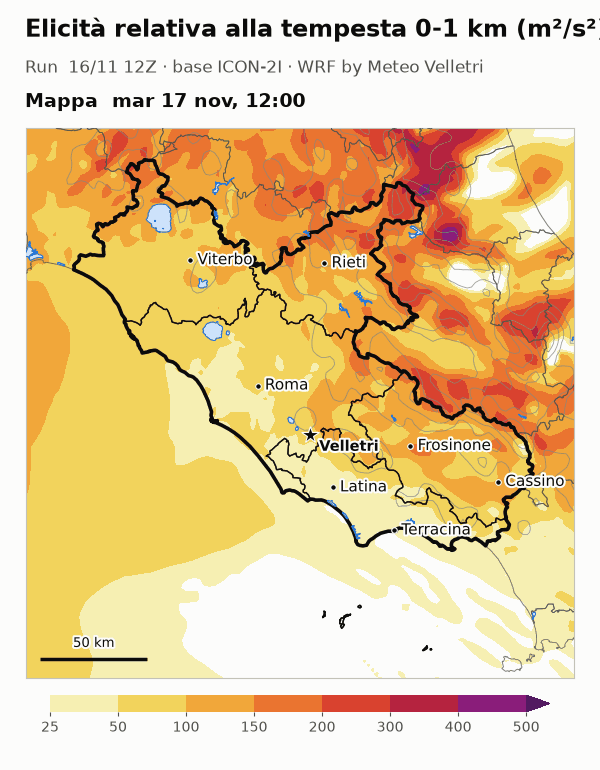 Elicità relativa alla tempesta 0-1 km (m²/s²)
Run  16/11 12Z · base ICON-2I · WRF by Meteo Velletri
Mappa  mar 17 nov, 12:00
Viterbo
Rieti
Roma
Velletri
Frosinone
Cassino
Latina
Terracina
50 km
25 50 100 150 200 300 400 500